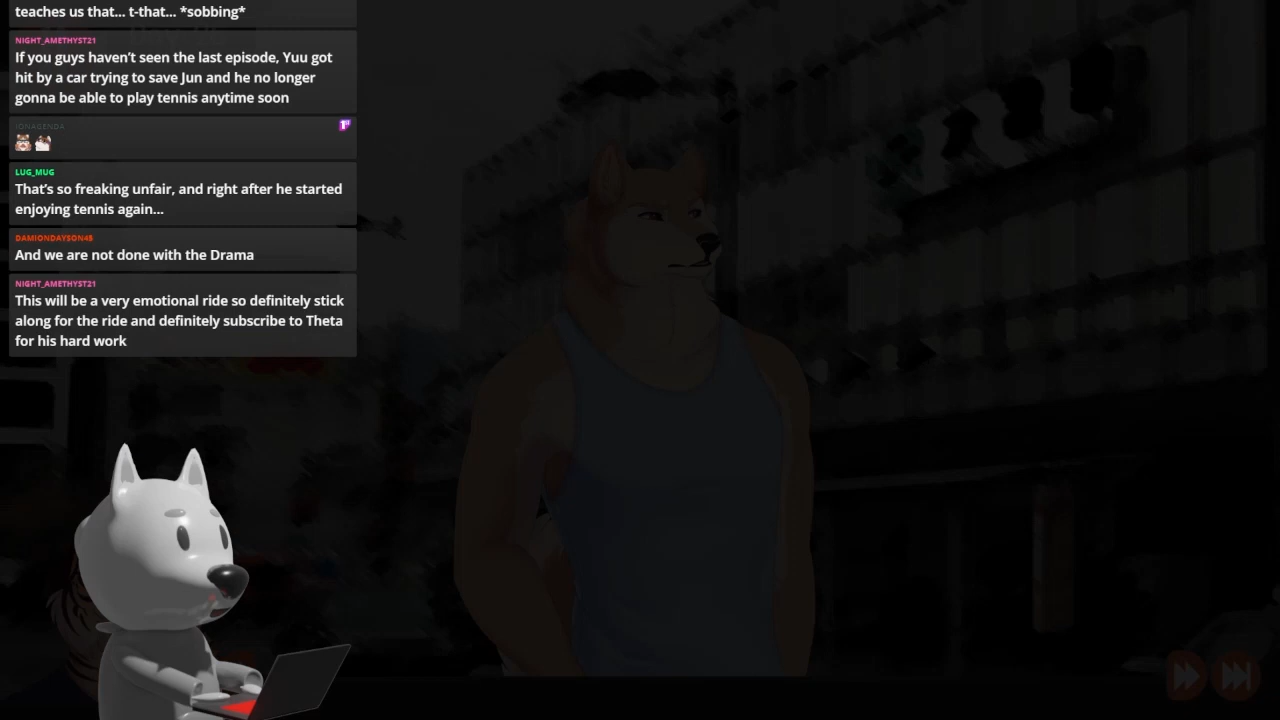 teaches us that... t-that... *sobbing*
NIGHT_AMETHYST21
If you guys haven't seen the last episode, Yuu got
hit by a car trying to save Jun and he no longer
gonna be able to play tennis anytime soon
IONAGENDA
LUG_MUG
That's so freaking unfair, and right after he started
enjoying tennis again...
DAMIONDAYSON45
And we are not done with the Drama
NIGHT_AMETHYST21
This will be a very emotional ride so definitely stick
along for the ride and definitely subscribe to Theta
for his hard work